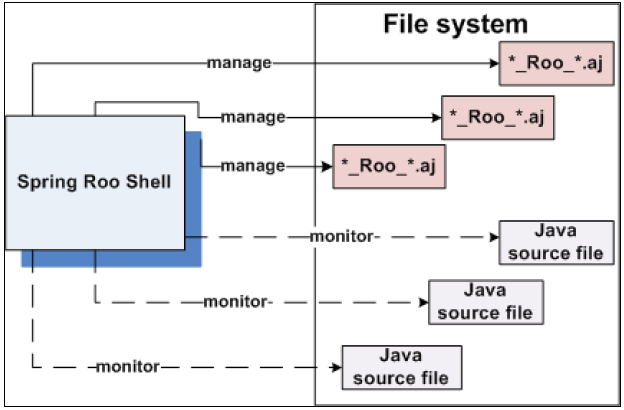 File system
manage
*_Roo_*.aj
manage
*_Roo_*.aj
manage
*_Roo_*.aj
Spring Roo Shell
monitor
Java
source file
monitor
Java
source file
monitor
Java
source file